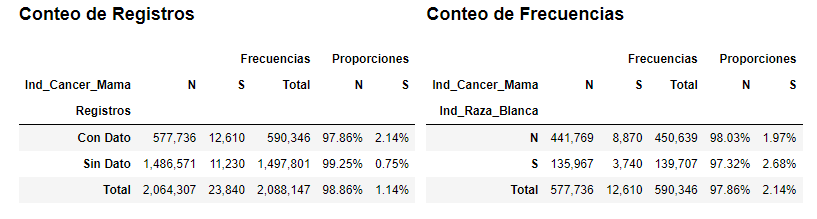 Conteo de Registros
Frecuencias Proporciones
Ind_Cancer_Mama N S Total N S
Registros
Con Dato 577,736 12,610 590,346 97.86% 2.14%
Sin Dato 1,486,571 11,230 1,497,801 99.25% 0.75%
Total 2,064,307 23,840 2,088,147 98.86% 1.14%
Conteo de Frecuencias
Frecuencias Proporciones
Ind_Cancer_Mama N S Total N S
Ind_Raza_Blanca
N 441,769 8,870 450,639 98.03% 1.97%
S 135,967 3,740 139,707 97.32% 2.68%
Total 577,736 12,610 590,346 97.86% 2.14%